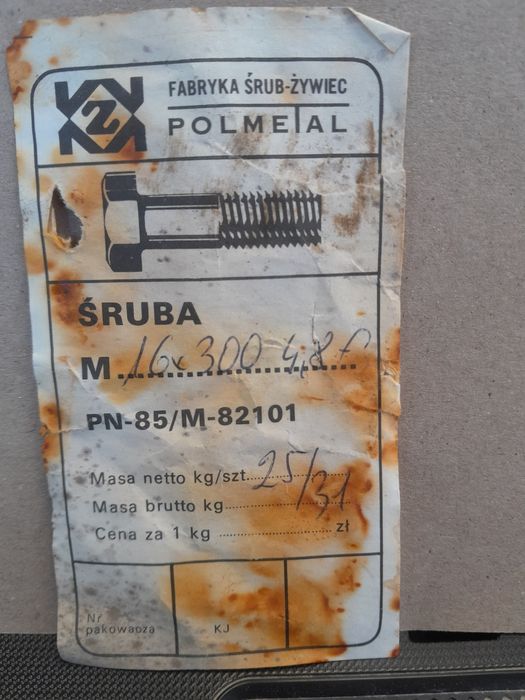 FABRYKA ŚRUB-ŻYWIEC
POLMETAL
ŚRUBA
M 16x300 4,8
PN-85/M-82101
Masa netto kg/szt. 25/31
Masa brutto kg
Cena za 1 kg zł
Nr
pakowacza
KJ